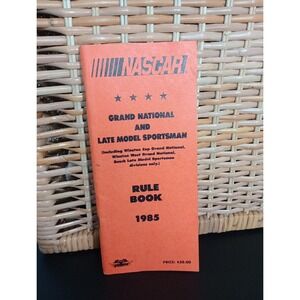 NASCAR
GRAND NATIONAL
AND
LATE MODEL SPORTSMAN
(Including Winston Cup Grand National,
Winston West Grand National,
Busch Late Model Sportsman
divisions only.)
RULE
BOOK
1985
PRICE: $20.00